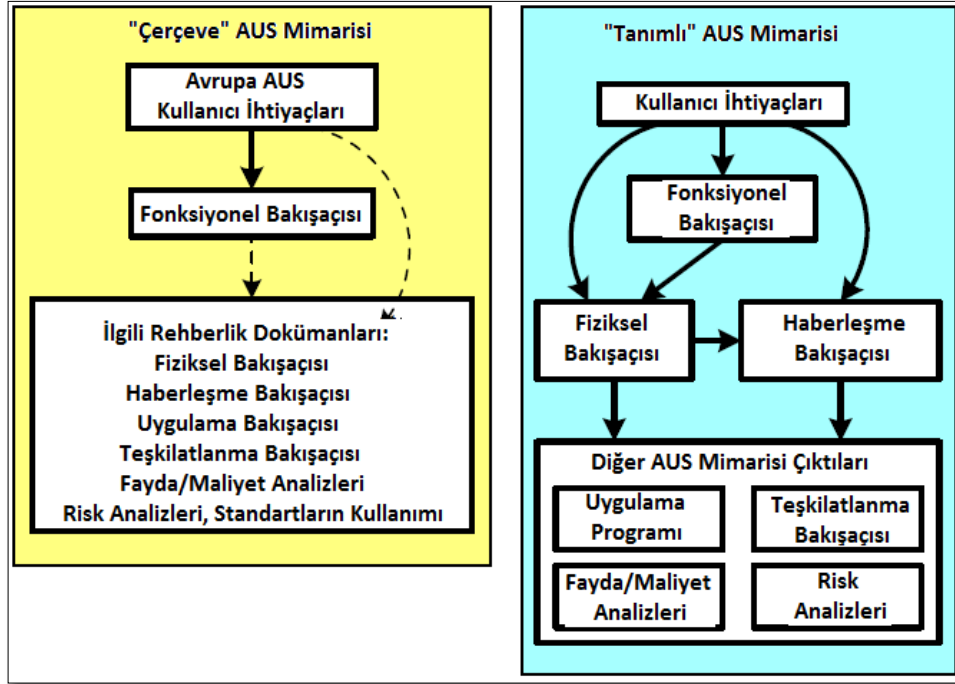 "Çerçeve" AUS Mimarisi
Avrupa AUS
Kullanıcı İhtiyaçları
Fonksiyonel Bakışaçısı
İlgili Rehberlik Dokümanları:
Fiziksel Bakışaçısı
Haberleşme Bakışaçısı
Uygulama Bakışaçısı
Teşkilatlanma Bakışaçısı
Fayda/Maliyet Analizleri
Risk Analizleri, Standartların Kullanımı
"Tanımlı" AUS Mimarisi
Kullanıcı İhtiyaçları
Fonksiyonel
Bakışaçısı
Fiziksel
Bakışaçısı
Haberleşme
Bakışaçısı
Diğer AUS Mimarisi Çıktıları
Uygulama
Programı
Teşkilatlanma
Bakışaçısı
Fayda/Maliyet
Analizleri
Risk
Analizleri